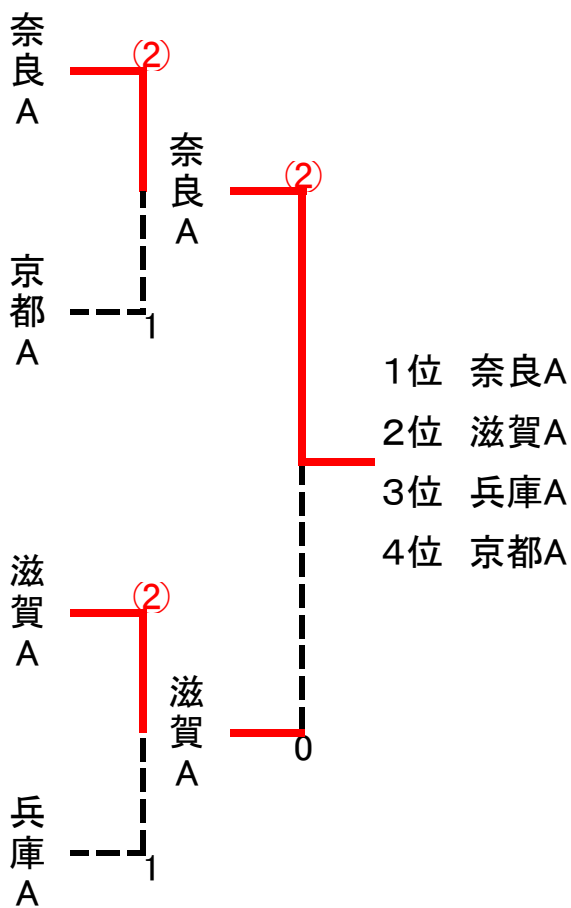 奈良A
②
京都A
1
奈良A
②
滋賀A
②
兵庫A
1
滋賀A
0
1位 奈良A
2位 滋賀A
3位 兵庫A
4位 京都A